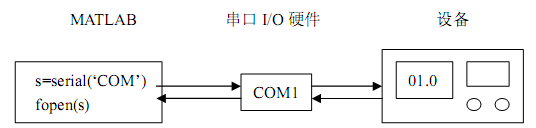 MATLAB
串口 I/O 硬件
设备
s=serial(‘COM’)
fopen(s)
COM1
01.0